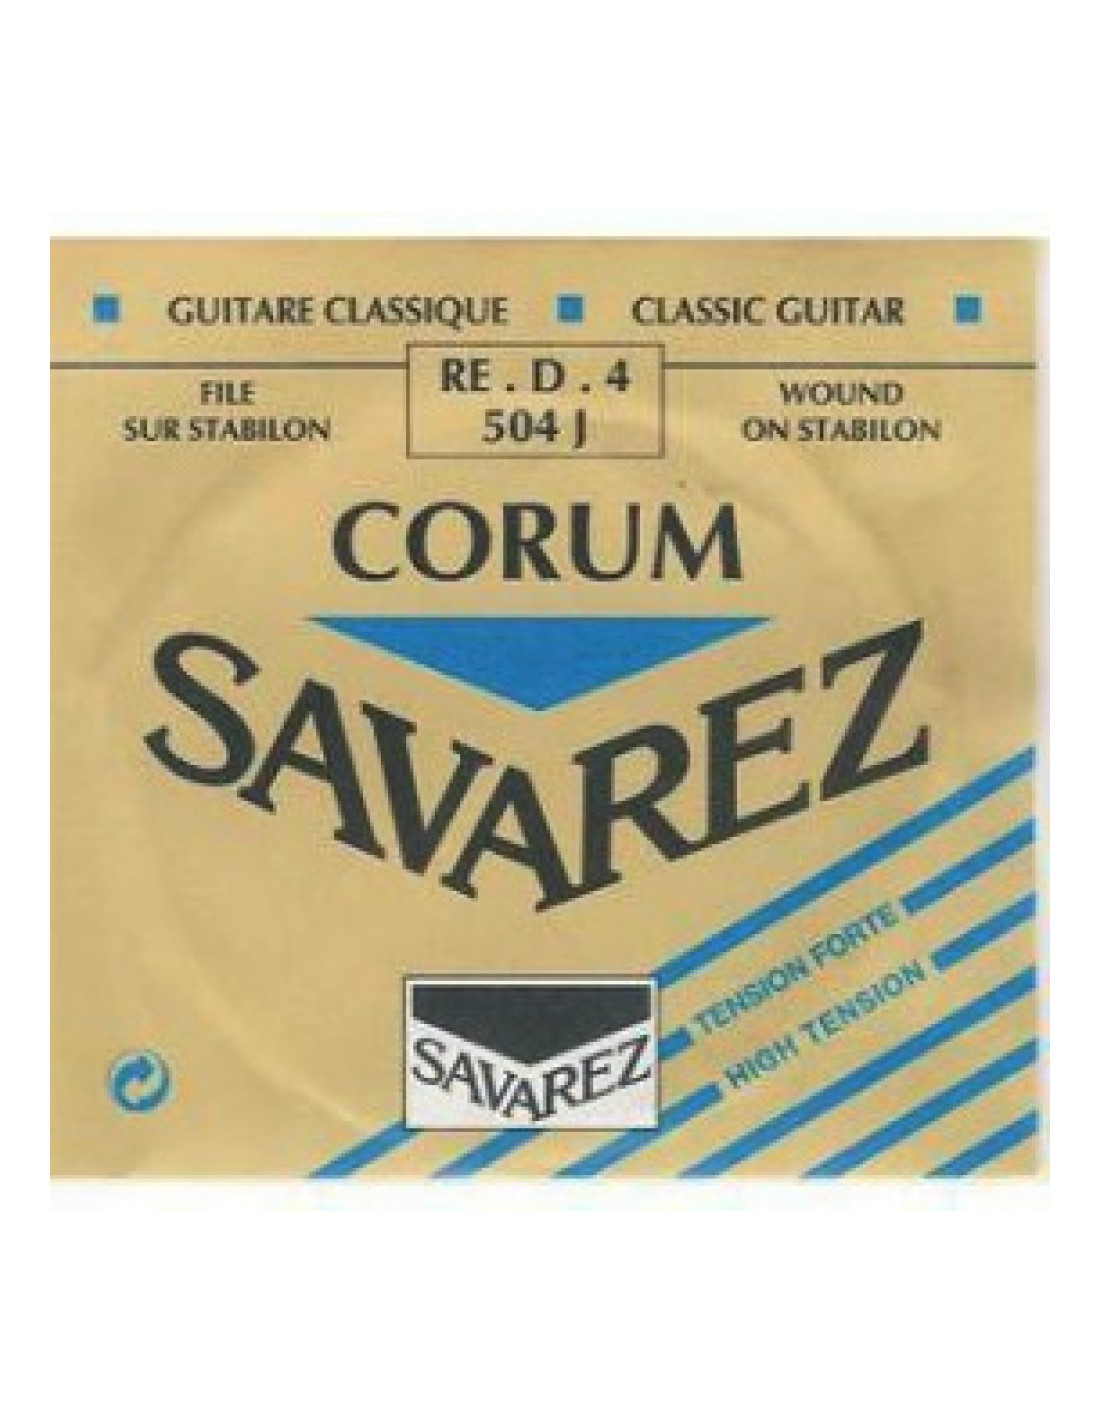 GUITARE CLASSIQUE CLASSIC GUITAR
RE . D . 4
504 J
FILE
SUR STABILON
WOUND
ON STABILON
CORUM
SAVAREZ
TENSION FORTE
HIGH TENSION
SAVAREZ